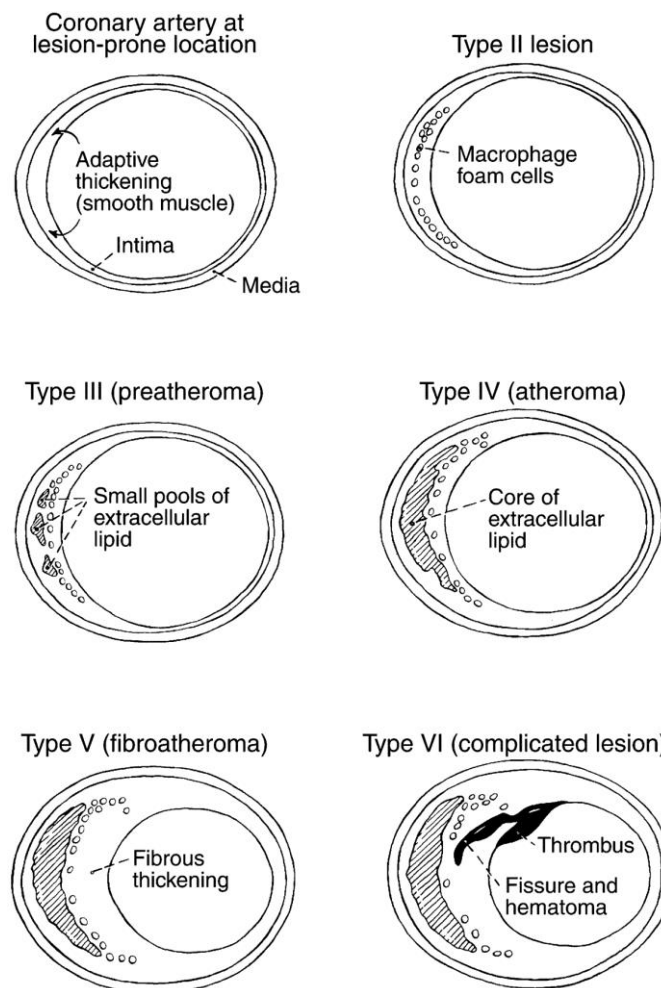 Coronary artery at
lesion-prone location
Adaptive
thickening
(smooth muscle)
Intima
Media
Type II lesion
Macrophage
foam cells
Type III (preatheroma)
Small pools of
extracellular
lipid
Type IV (atheroma)
Core of
extracellular
lipid
Type V (fibroatheroma)
Fibrous
thickening
Type VI (complicated lesion)
Thrombus
Fissure and
hematoma